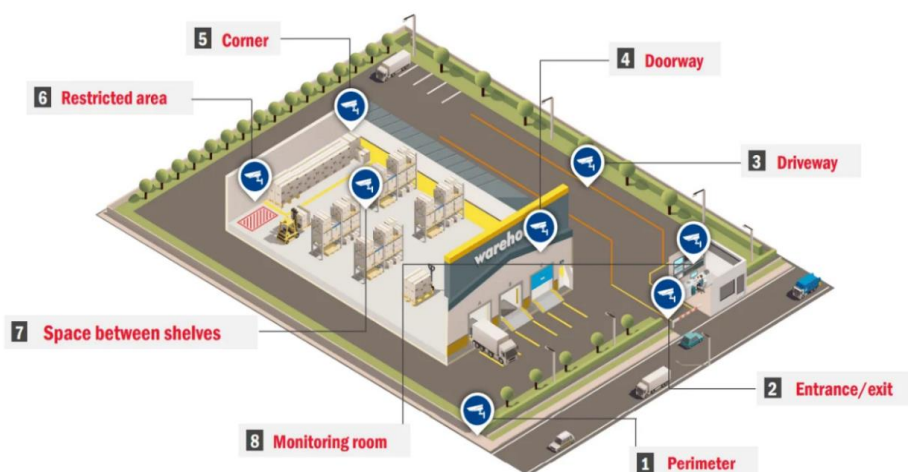 5 Corner
4 Doorway
6 Restricted area
3 Driveway
warehouse
7 Space between shelves
2 Entrance/exit
8 Monitoring room
1 Perimeter